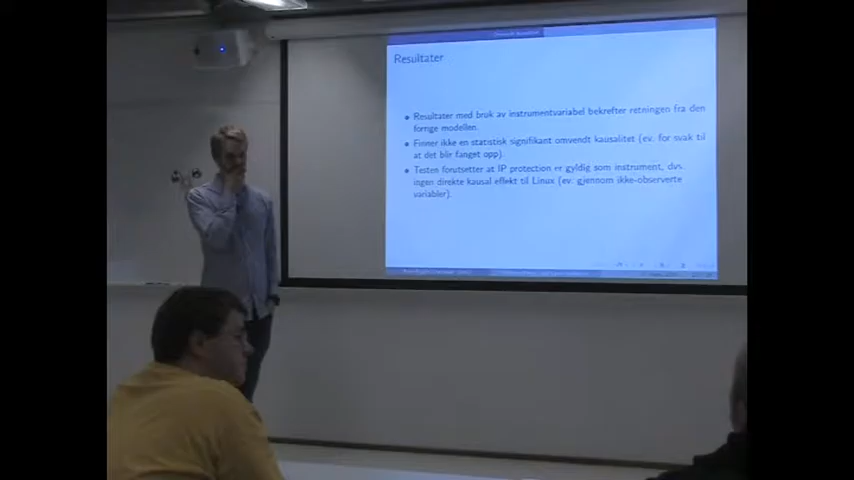 Resultater
Resultater med bruk av instrumentvariabel bekrefter retningen fra den
forrige modellen.
Finner ikke en statistisk signifikant omvendt kausalitet (ev. for svak til
at det blir fanget opp).
Testen forutsetter at IP protection er gyldig som instrument, dvs.
ingen direkte kausal effekt til Linux (ev. gjennom ikke-observerte
variabler).